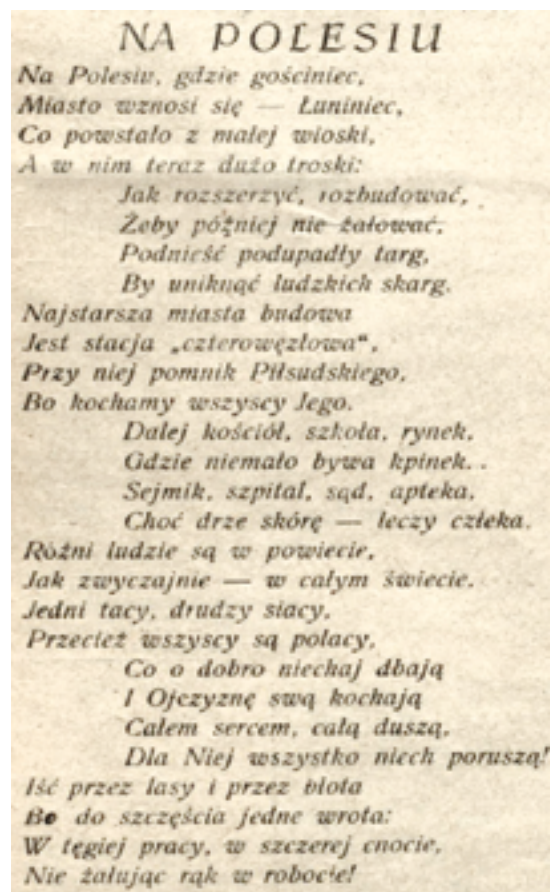 NA POLESIU
Na Polesiu, gdzie gościniec,
Miasto wznosi się — Łuniniec,
Co powstało z małej wioski,
A w nim teraz dużo troski:
Jak rozszerzyć, rozbudować,
Żeby później nie żałować,
Podnieść podupadły targ,
By uniknąć ludzkich skarg.
Najstarsza miasta budowa
Jest stacja „czterowęzłowa“,
Przy niej pomnik Piłsudskiego,
Bo kochamy wszyscy Jego.
Dalej kościół, szkoła, rynek,
Gdzie niemało bywa kpinek. .
Sejmik, szpital, sąd, apteka,
Choć drze skórę — leczy człeka.
Różni ludzie są w powiecie,
Jak zwyczajnie — w całym świecie.
Jedni tacy, drudzy siacy,
Przecież wszyscy są polacy,
Co o dobro niechaj dbają
I Ojczyznę swą kochają
Całem sercem, całą duszą,
Dla Niej wszystko niech poruszą!
Iść przez lasy i przez błota
Bo do szczęścia jedne wrota:
W tęgiej pracy, w szczerej cnocie,
Nie żałując rąk w robocie!